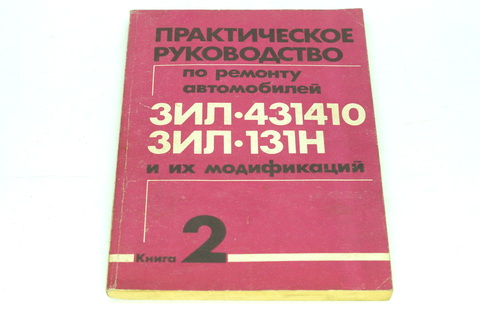 ПРАКТИЧЕСКОЕ
РУКОВОДСТВО
по ремонту
автомобилей
ЗИЛ·431410
ЗИЛ·131Н
и их модификаций
Книга 2